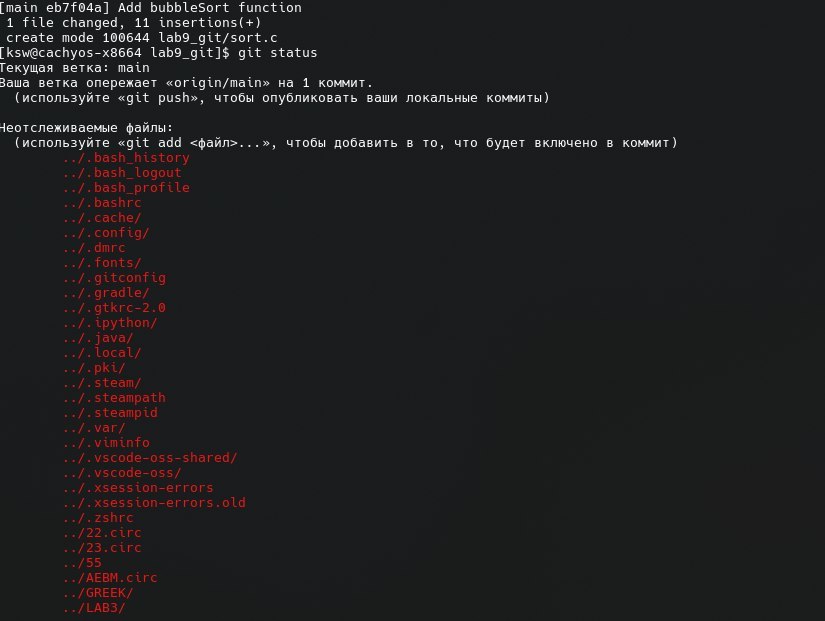 [main eb7f04a] Add bubbleSort function
1 file changed, 11 insertions(+)
create mode 100644 lab9_git/sort.c
[ksw@cachyos-x8664 lab9_git]$ git status
Текущая ветка: main
Ваша ветка опережает «origin/main» на 1 коммит.
(используйте «git push», чтобы опубликовать ваши локальные коммиты)
Неотслеживаемые файлы:
(используйте «git add <файл>...», чтобы добавить в то, что будет включено в коммит)
../.bash_history
../.bash_logout
../.bash_profile
../.bashrc
../.cache/
../.config/
../.dmrc
../.fonts/
../.gitconfig
../.gradle/
../.gtkrc-2.0
../.ipython/
../.java/
../.local/
../.pki/
../.steam/
../.steampath
../.steampid
../.var/
../.viminfo
../.vscode-oss-shared/
../.vscode-oss/
../.xsession-errors
../.xsession-errors.old
../.zshrc
../22.circ
../23.circ
../55
../AEBM.circ
../GREEK/
../LAB3/